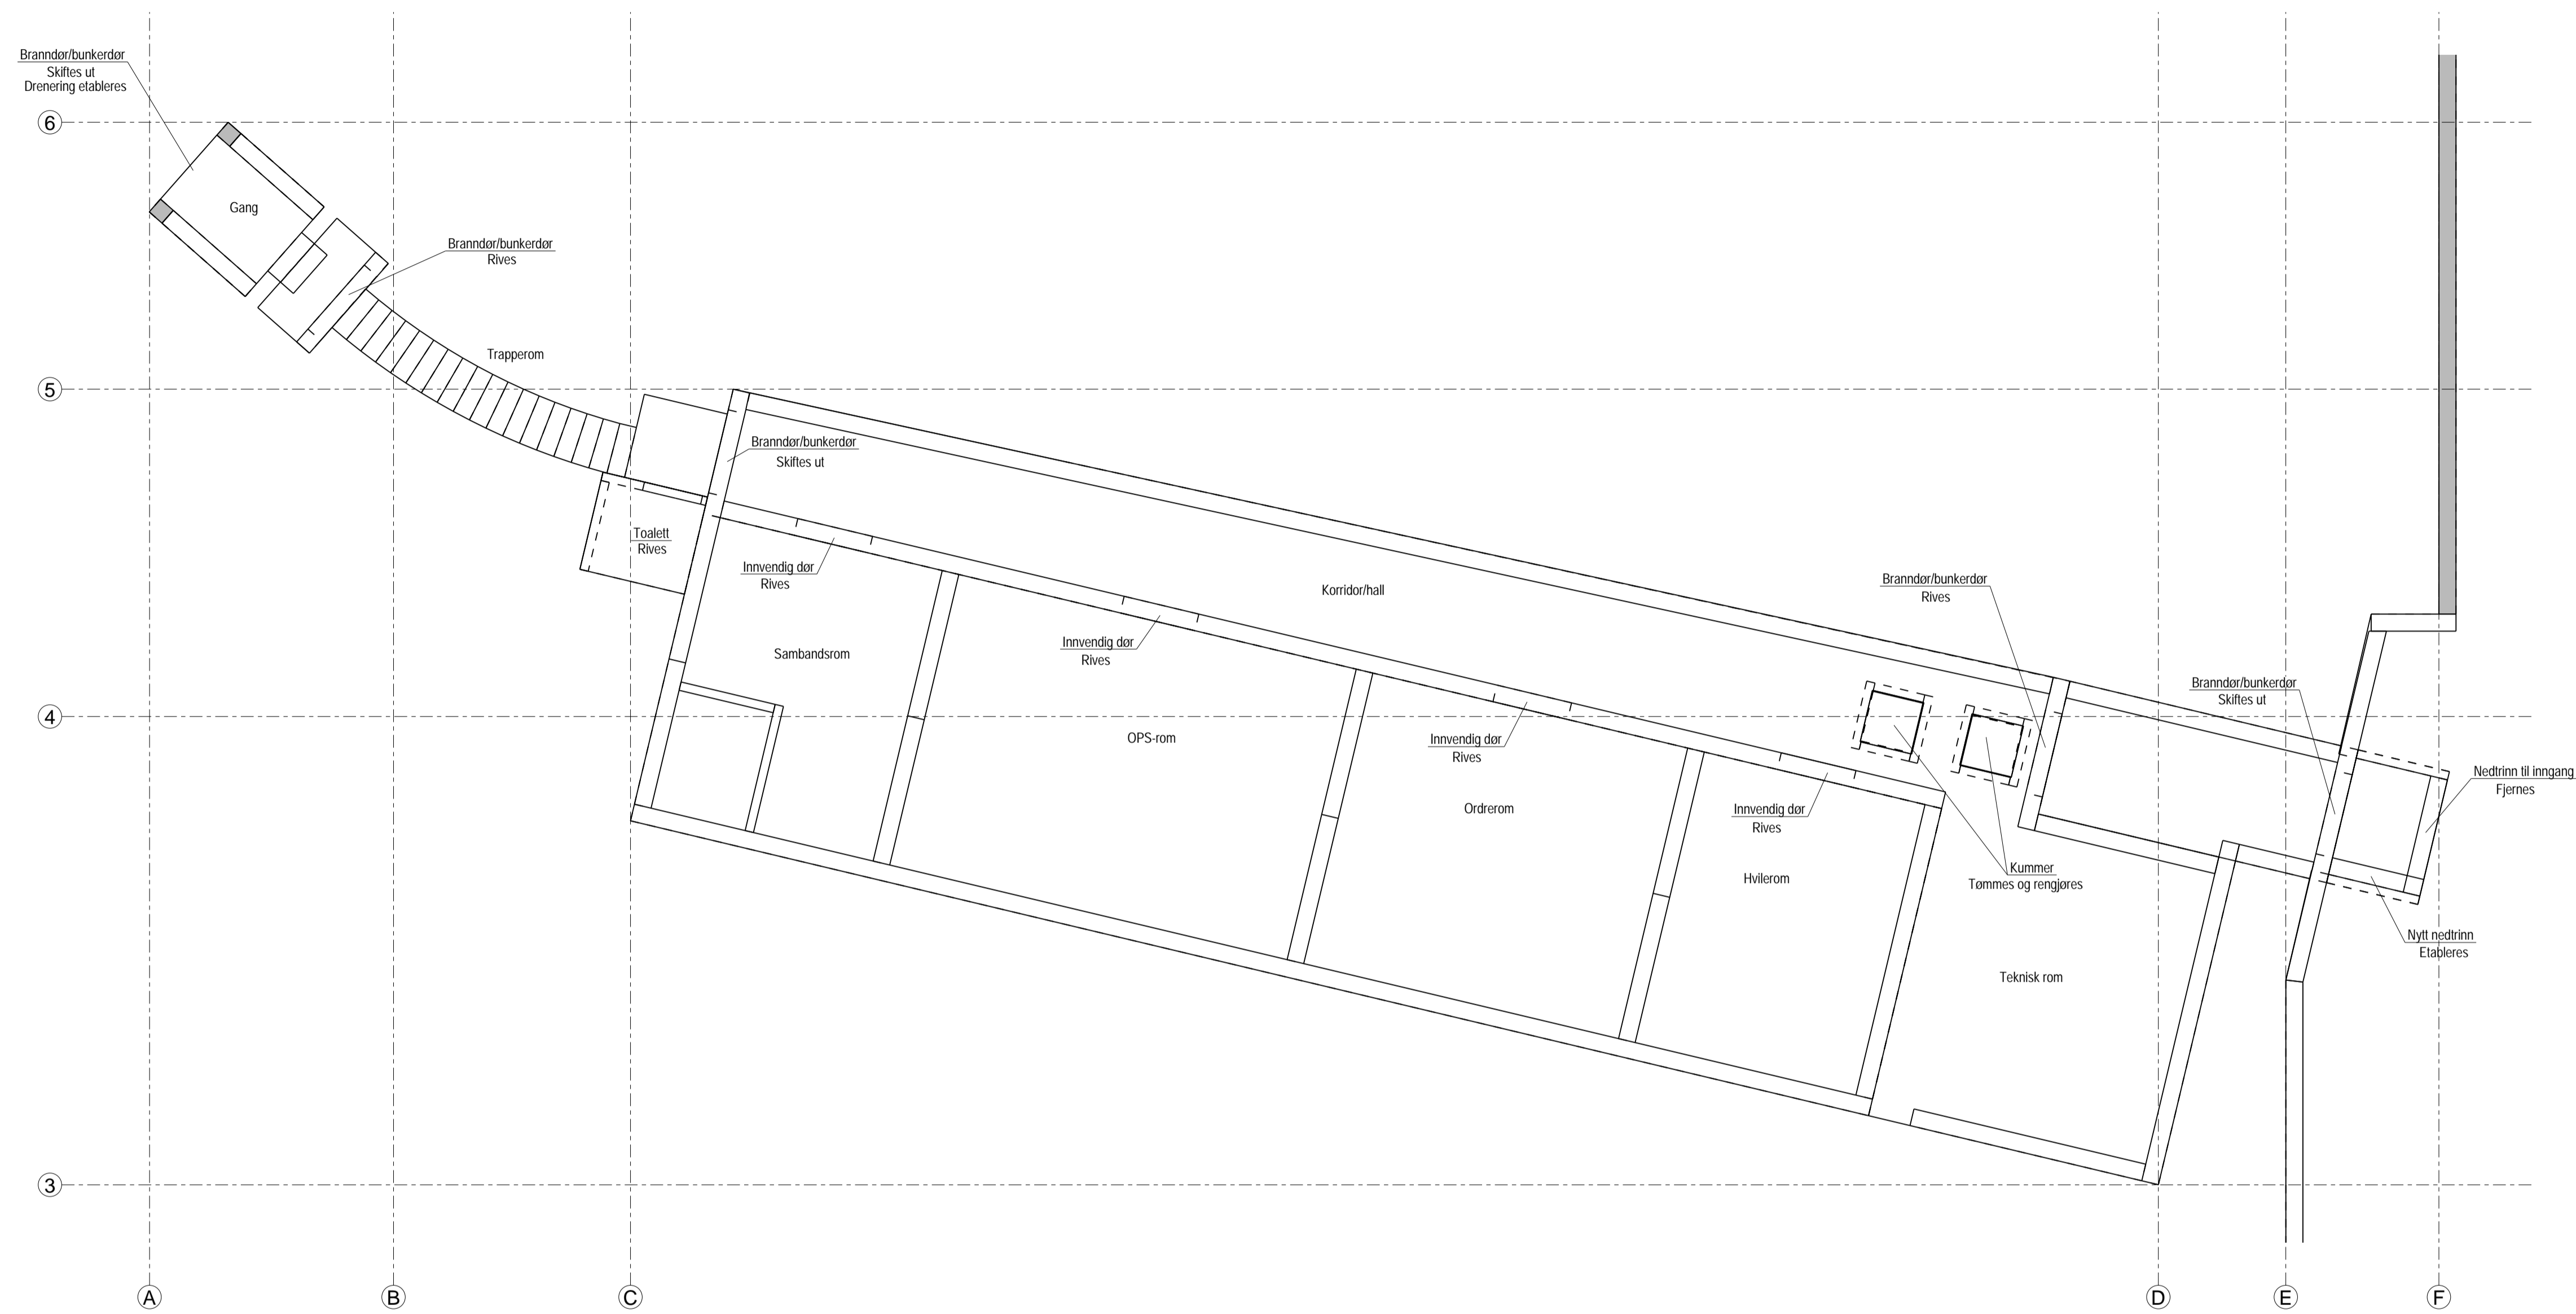 Branndør/bunkerdør
Skiftes ut
Drenering etableres
6
Gang
Branndør/bunkerdør
Rives
Trapperom
5
Branndør/bunkerdør
Skiftes ut
Toalett
Rives
Innvendig dør
Rives
Korridor/hall
Branndør/bunkerdør
Rives
Sambandsrom
Innvendig dør
Rives
Branndør/bunkerdør
Skiftes ut
4
OPS-rom
Innvendig dør
Rives
Nedtrinn til inngang
Fjernes
Ordrerom
Innvendig dør
Rives
Hvilerom
Kummer
Tømmes og rengjøres
Nytt nedtrinn
Etableres
Teknisk rom
3
A
B
C
D
E
F